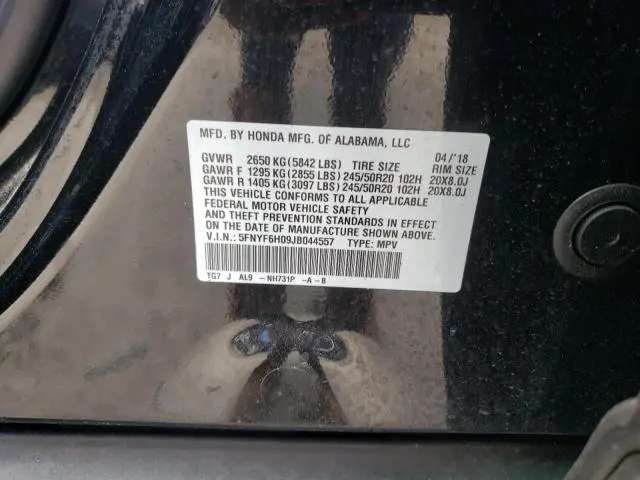 MFD. BY HONDA MFG. OF ALABAMA, LLC
GVWR 2650 KG (5842 LBS) TIRE SIZE 04/'18 RIM SIZE
GAWR F 1295 KG (2855 LBS) 245/50R20 102H 20X8.0J
GAWR R 1405 KG (3097 LBS) 245/50R20 102H 20X8.0J
THIS VEHICLE CONFORMS TO ALL APPLICABLE
FEDERAL MOTOR VEHICLE SAFETY
AND THEFT PREVENTION STANDARDS IN EFFECT
ON THE DATE OF MANUFACTURE SHOWN ABOVE.
V.I.N.: 5FNYF6H09JB044557 TYPE: MPV
TG7 J AL9 -NH731P -A-B